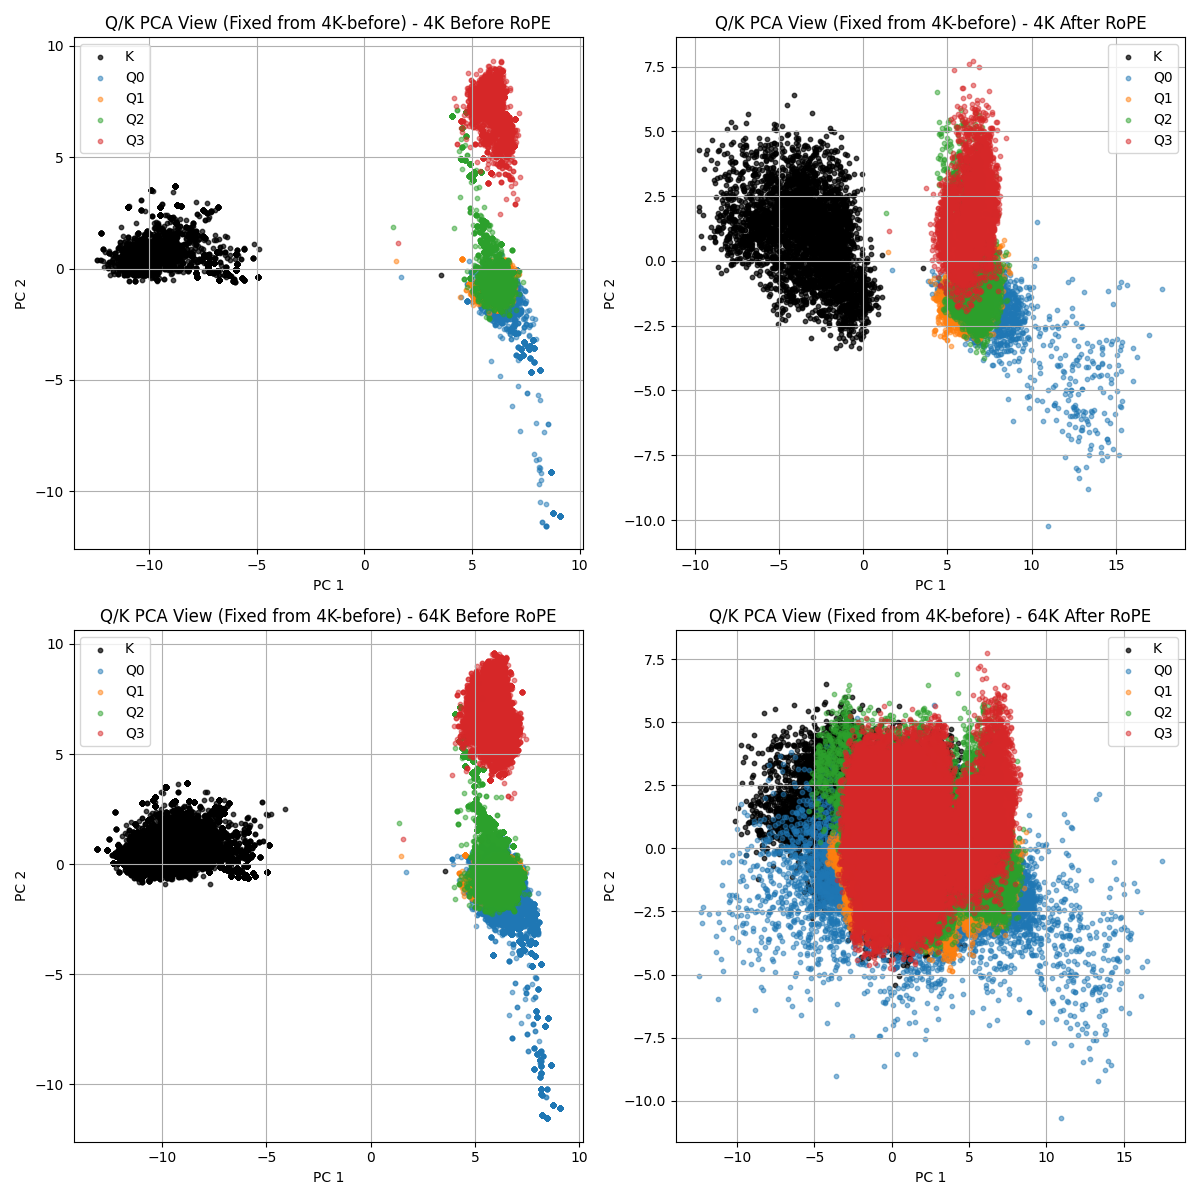 Q/K PCA View (Fixed from 4K-before) - 4K Before RoPE
10
5
0
−5
−10
PC 2
K
Q0
Q1
Q2
Q3
−10
−5
0
5
10
PC 1
Q/K PCA View (Fixed from 4K-before) - 4K After RoPE
7.5
5.0
2.5
0.0
−2.5
−5.0
−7.5
−10.0
PC 2
K
Q0
Q1
Q2
Q3
−10
−5
0
5
10
15
PC 1
Q/K PCA View (Fixed from 4K-before) - 64K Before RoPE
10
5
0
−5
−10
PC 2
K
Q0
Q1
Q2
Q3
−10
−5
0
5
10
PC 1
Q/K PCA View (Fixed from 4K-before) - 64K After RoPE
7.5
5.0
2.5
0.0
−2.5
−5.0
−7.5
−10.0
PC 2
K
Q0
Q1
Q2
Q3
−10
−5
0
5
10
15
PC 1